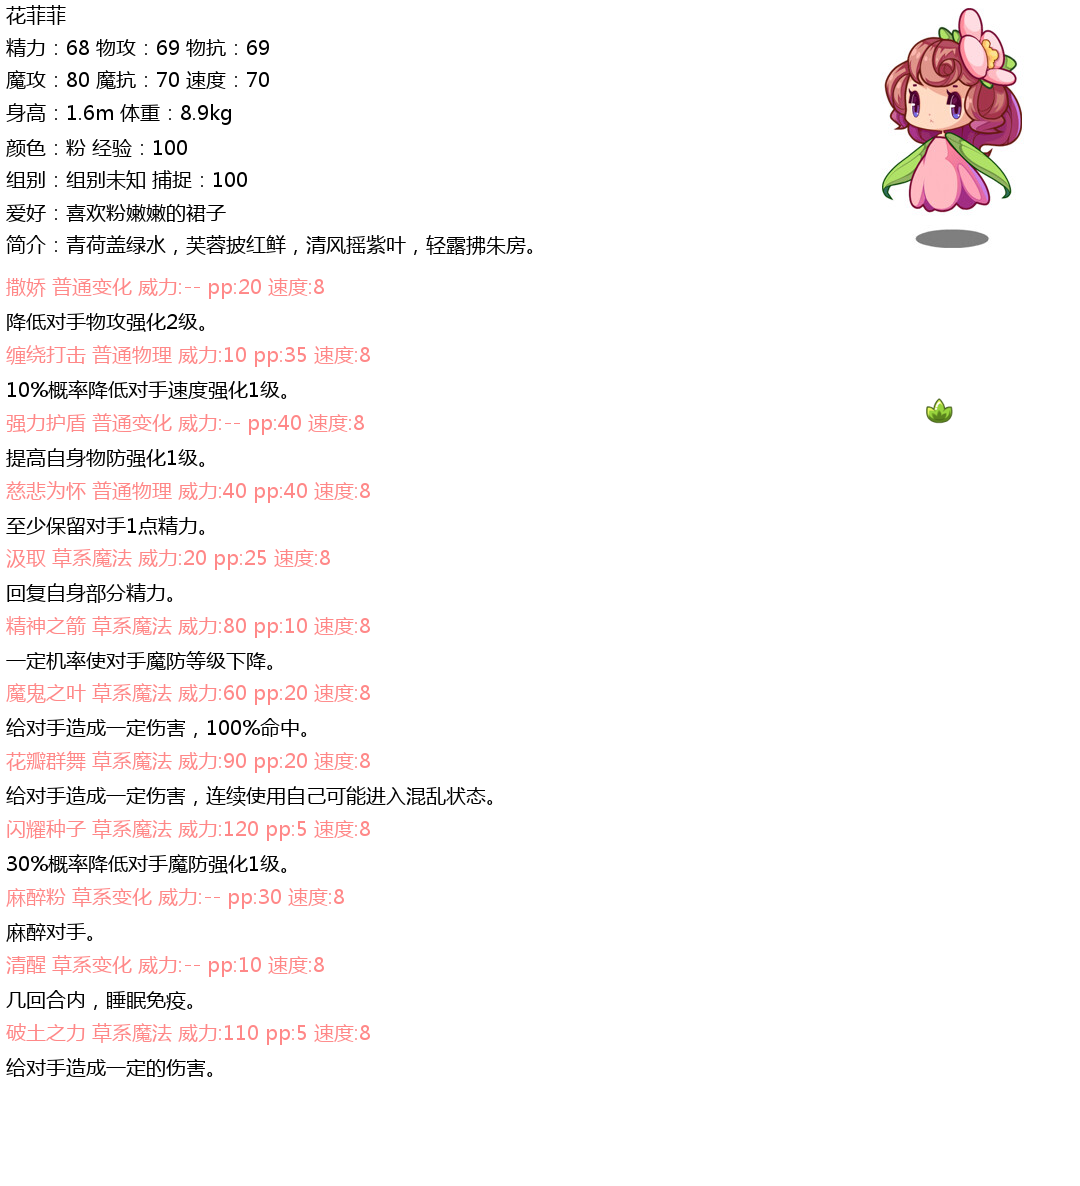 花菲菲
精力：68 物攻：69 物抗：69
魔攻：80 魔抗：70 速度：70
身高：1.6m 体重：8.9kg
颜色：粉 经验：100
组别：组别未知 捕捉：100
爱好：喜欢粉嫩嫩的裙子
简介：青荷盖绿水，芙蓉披红鲜，清风摇紫叶，轻露拂朱房。
撒娇 普通变化 威力:-- pp:20 速度:8
降低对手物攻强化2级。
缠绕打击 普通物理 威力:10 pp:35 速度:8
10%概率降低对手速度强化1级。
强力护盾 普通变化 威力:-- pp:40 速度:8
提高自身物防强化1级。
慈悲为怀 普通物理 威力:40 pp:40 速度:8
至少保留对手1点精力。
汲取 草系魔法 威力:20 pp:25 速度:8
回复自身部分精力。
精神之箭 草系魔法 威力:80 pp:10 速度:8
一定机率使对手魔防等级下降。
魔鬼之叶 草系魔法 威力:60 pp:20 速度:8
给对手造成一定伤害，100%命中。
花瓣群舞 草系魔法 威力:90 pp:20 速度:8
给对手造成一定伤害，连续使用自己可能进入混乱状态。
闪耀种子 草系魔法 威力:120 pp:5 速度:8
30%概率降低对手魔防强化1级。
麻醉粉 草系变化 威力:-- pp:30 速度:8
麻醉对手。
清醒 草系变化 威力:-- pp:10 速度:8
几回合内，睡眠免疫。
破土之力 草系魔法 威力:110 pp:5 速度:8
给对手造成一定的伤害。